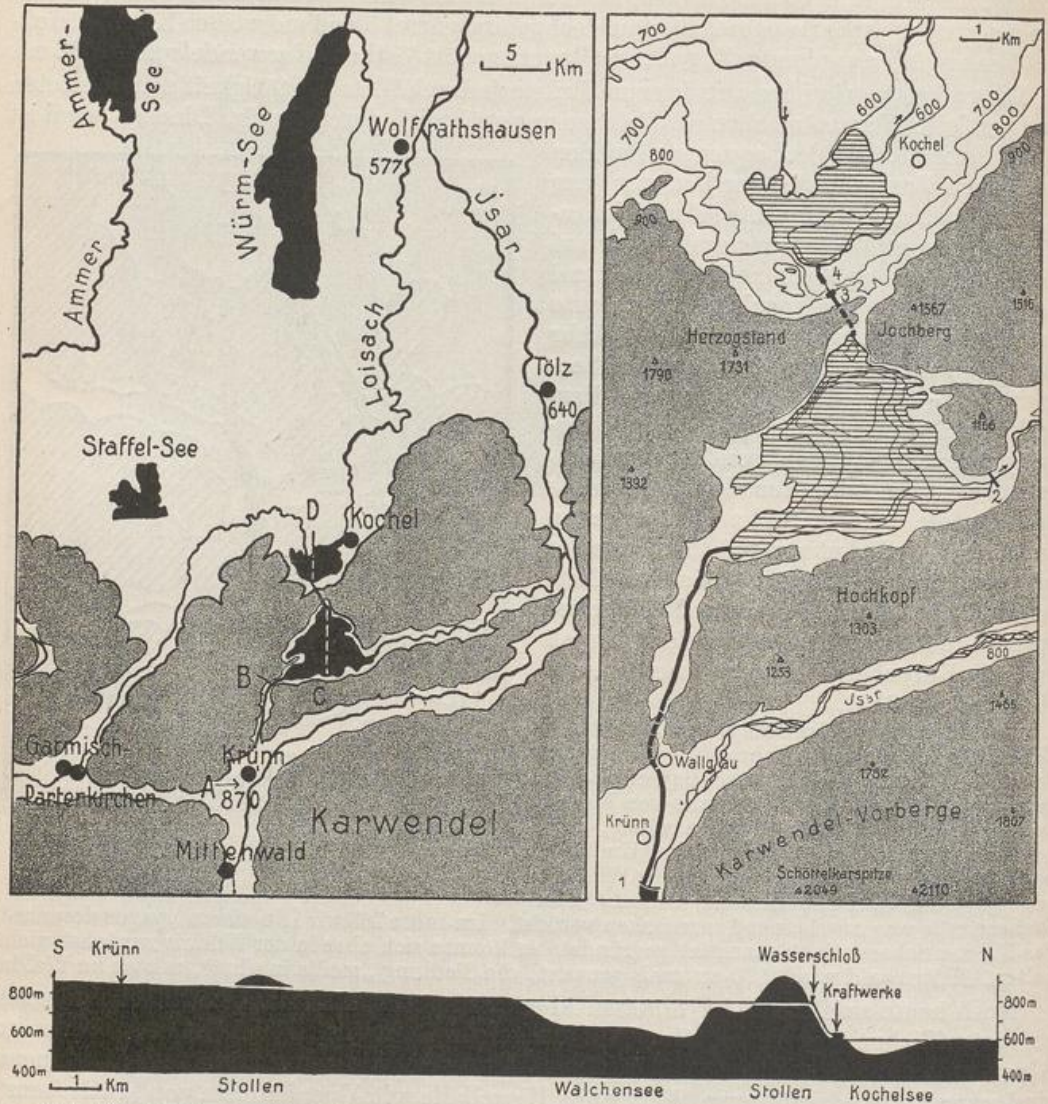 Ammer-
See
Würm-See
5
Km
Wolfrathshausen
577
Jsar
Ammer
Loisach
Tölz
640
Staffel-See
D
Kochel
B
C
Garmisch-
Partenkirchen
Krünn
A
870
Karwendel
Mittenwald
1
Km
700
600
600
700
800
700
800
900
Kochel
900
4
3
1567
1516
Herzogstand
Jochberg
1790
1731
1166
1392
2
Hochkopf
1303
1253
800
Jsar
1465
Wallgau
1752
Krünn
Karwendel-Vorberge
1807
Schöttelkarspitze
1
2049
2110
S
Krünn
Wasserschloß
N
Kraftwerke
800m
800m
600m
600m
400m
400m
1
Km
Stollen
Walchensee
Stollen
Kochelsee